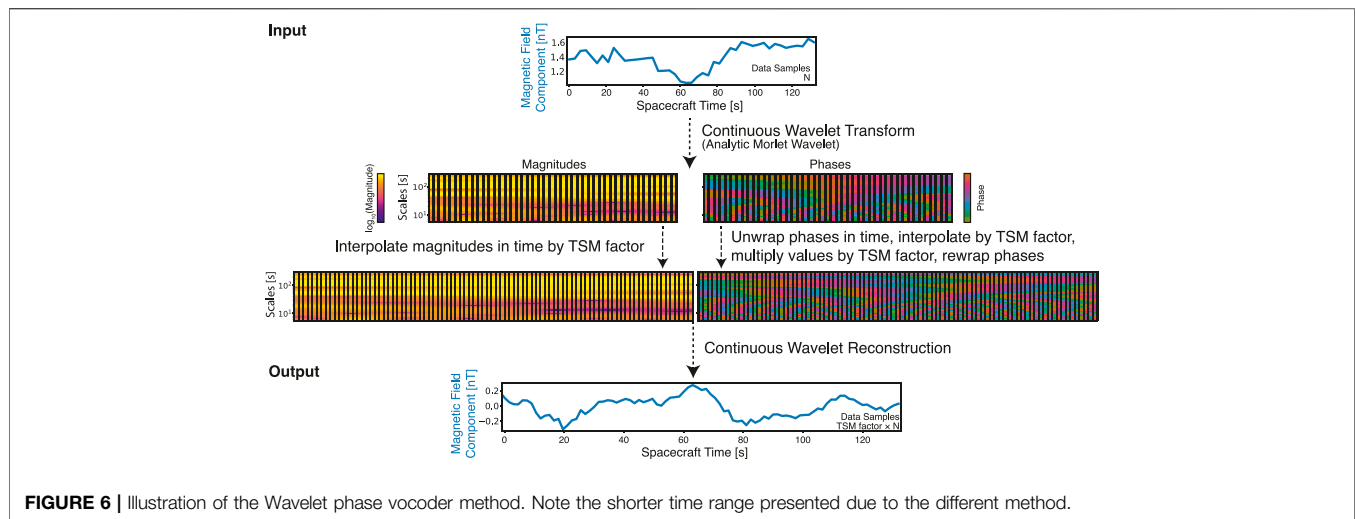 Input
Magnetic Field
Component [nT]
1.6
1.4
1.2
Data Samples
N
0 20 40 60 80 100 120
Spacecraft Time [s]
Continuous Wavelet Transform
(Analytic Morlet Wavelet)
Magnitudes
Phases
log₁₀(Magnitude)
Scales [s]
10²
10¹
Phase
Interpolate magnitudes in time by TSM factor
Unwrap phases in time, interpolate by TSM factor,
multiply values by TSM factor, rewrap phases
Scales [s]
10²
10¹
Continuous Wavelet Reconstruction
Output
Magnetic Field
Component [nT]
0.2
0.0
−0.2
Data Samples
TSM factor × N
0 20 40 60 80 100 120
Spacecraft Time [s]
FIGURE 6 | Illustration of the Wavelet phase vocoder method. Note the shorter time range presented due to the different method.